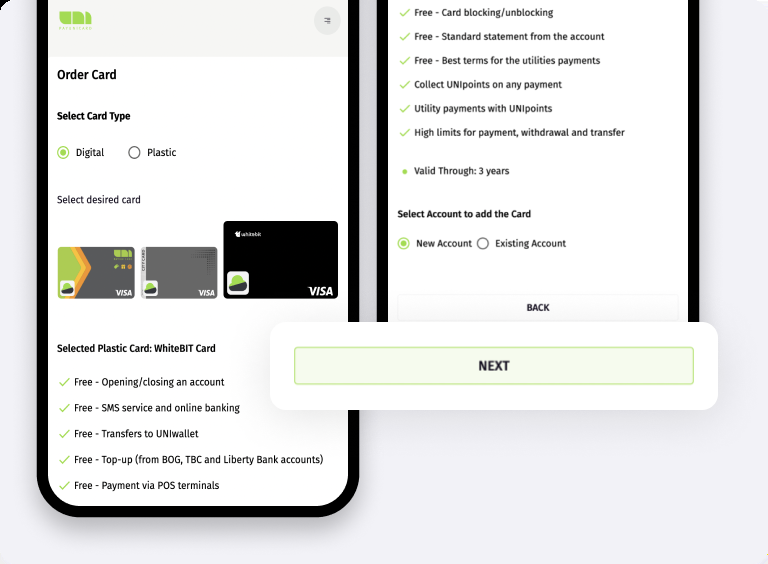 UNI
Order Card
Select Card Type
Digital Plastic
Select desired card
CITY CARD
VISA VISA
whitebit
VISA
Selected Plastic Card: WhiteBIT Card
Free - Opening/closing an account
Free - SMS service and online banking
Free - Transfers to UNIwallet
Free - Top-up (from BOG, TBC and Liberty Bank accounts)
Free - Payment via POS terminals
Free - Card blocking/unblocking
Free - Standard statement from the account
Free - Best terms for the utilities payments
Collect UNIpoints on any payment
Utility payments with UNIpoints
High limits for payment, withdrawal and transfer
Valid Through: 3 years
Select Account to add the Card
New Account Existing Account
BACK
NEXT